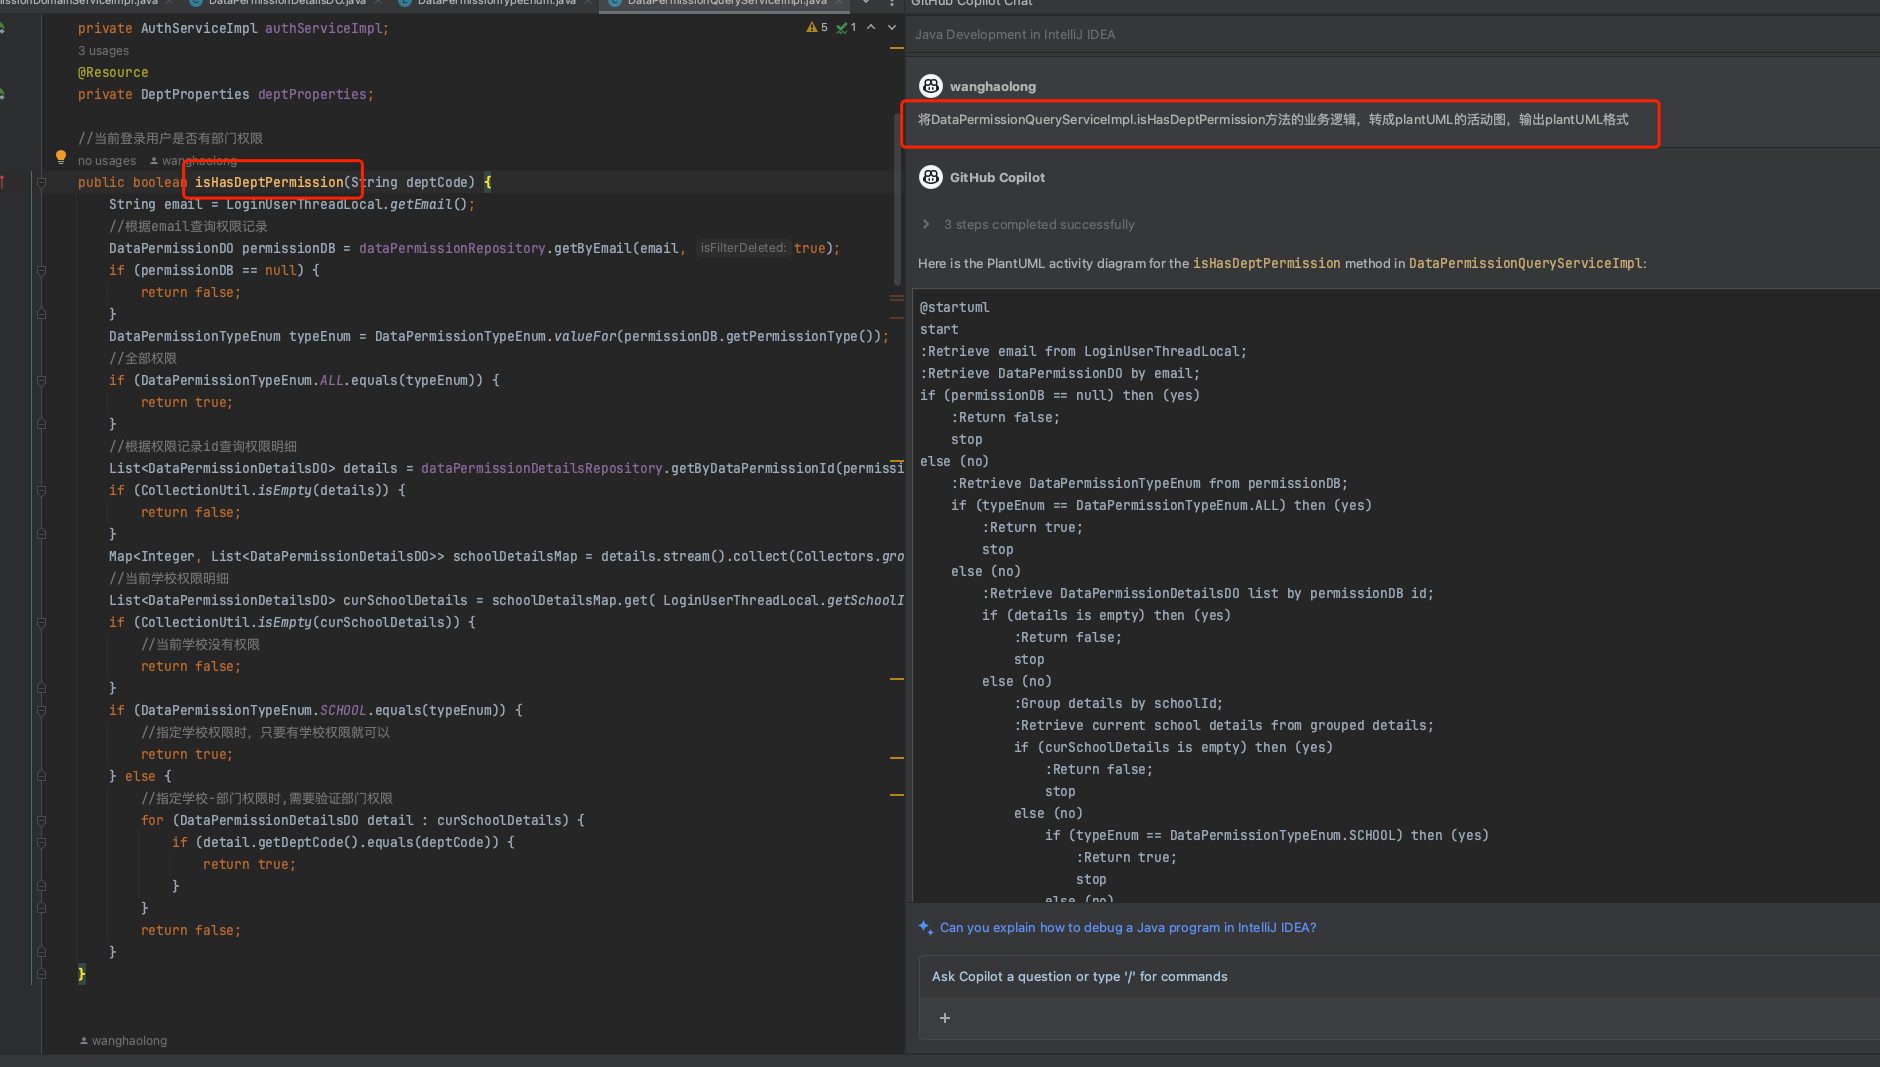 DataPermissionDetailsDO.java
DataPermissionTypeEnum.java
DataPermissionQueryServiceImpl.java
private AuthServiceImpl authServiceImpl;
5 1
3 usages
@Resource
private DeptProperties deptProperties;
//当前登录用户是否有部门权限
no usages wanghaolong
public boolean isHasDeptPermission(String deptCode) {
String email = LoginUserThreadLocal.getEmail();
//根据email查询权限记录
DataPermissionDO permissionDB = dataPermissionRepository.getByEmail(email, isFilterDeleted: true);
if (permissionDB == null) {
return false;
}
DataPermissionTypeEnum typeEnum = DataPermissionTypeEnum.valueFor(permissionDB.getPermissionType());
//全部权限
if (DataPermissionTypeEnum.ALL.equals(typeEnum)) {
return true;
}
//根据权限记录id查询权限明细
List<DataPermissionDetailsDO> details = dataPermissionDetailsRepository.getByDataPermissionId(permissi
if (CollectionUtil.isEmpty(details)) {
return false;
}
Map<Integer, List<DataPermissionDetailsDO>> schoolDetailsMap = details.stream().collect(Collectors.gro
//当前学校权限明细
List<DataPermissionDetailsDO> curSchoolDetails = schoolDetailsMap.get( LoginUserThreadLocal.getSchoolI
if (CollectionUtil.isEmpty(curSchoolDetails)) {
//当前学校没有权限
return false;
}
if (DataPermissionTypeEnum.SCHOOL.equals(typeEnum)) {
//指定学校权限时，只要有学校权限就可以
return true;
} else {
//指定学校-部门权限时,需要验证部门权限
for (DataPermissionDetailsDO detail : curSchoolDetails) {
if (detail.getDeptCode().equals(deptCode)) {
return true;
}
}
return false;
}
}
wanghaolong
GitHub Copilot Chat
Java Development in IntelliJ IDEA
wanghaolong
将DataPermissionQueryServiceImpl.isHasDeptPermission方法的业务逻辑，转成plantUML的活动图，输出plantUML格式
GitHub Copilot
3 steps completed successfully
Here is the PlantUML activity diagram for the isHasDeptPermission method in DataPermissionQueryServiceImpl:
@startuml
start
:Retrieve email from LoginUserThreadLocal;
:Retrieve DataPermissionDO by email;
if (permissionDB == null) then (yes)
:Return false;
stop
else (no)
:Retrieve DataPermissionTypeEnum from permissionDB;
if (typeEnum == DataPermissionTypeEnum.ALL) then (yes)
:Return true;
stop
else (no)
:Retrieve DataPermissionDetailsDO list by permissionDB id;
if (details is empty) then (yes)
:Return false;
stop
else (no)
:Group details by schoolId;
:Retrieve current school details from grouped details;
if (curSchoolDetails is empty) then (yes)
:Return false;
stop
else (no)
if (typeEnum == DataPermissionTypeEnum.SCHOOL) then (yes)
:Return true;
stop
else (no)
Can you explain how to debug a Java program in IntelliJ IDEA?
Ask Copilot a question or type '/' for commands
+